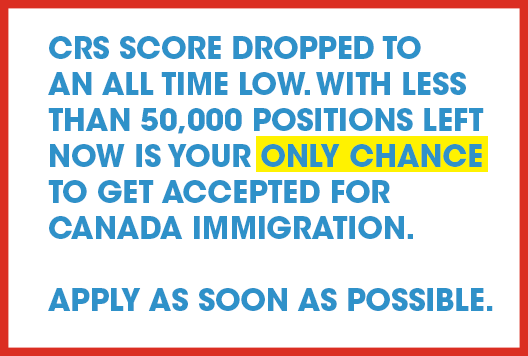 CRS SCORE DROPPED TO
AN ALL TIME LOW. WITH LESS
THAN 50,000 POSITIONS LEFT
NOW IS YOUR ONLY CHANCE
TO GET ACCEPTED FOR
CANADA IMMIGRATION.
APPLY AS SOON AS POSSIBLE.